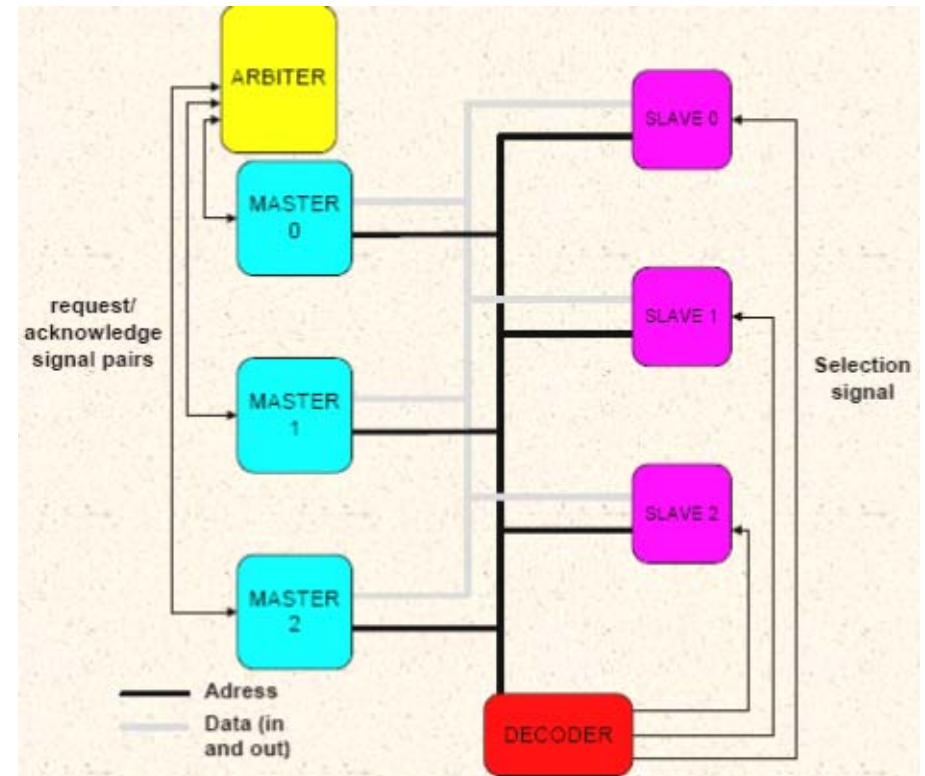 ARBITER
MASTER
0
MASTER
1
MASTER
2
request/
acknowledge
signal pairs
SLAVE 0
SLAVE 1
SLAVE 2
Selection
signal
Adress
Data (in
and out)
DECODER